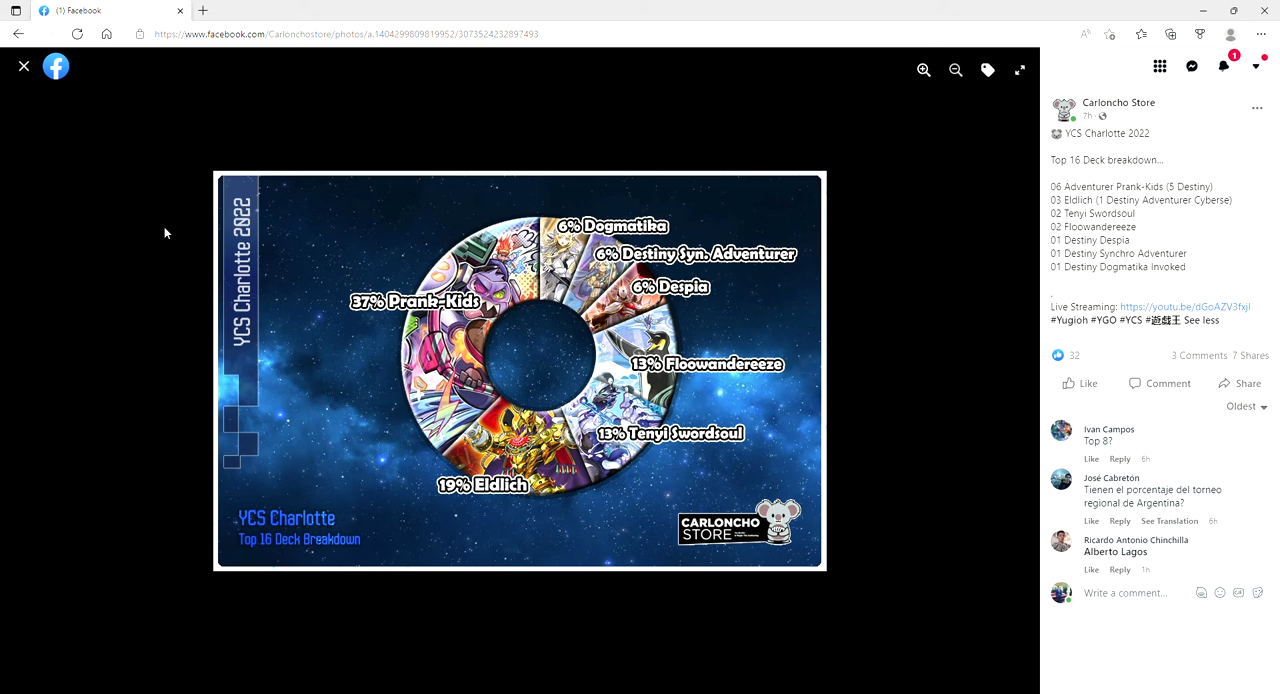 (1) Facebook
https://www.facebook.com/Carlonchostore/photos/a.1404299809819952/3073524232897493
1
Carloncho Store
7h
YCS Charlotte 2022
Top 16 Deck breakdown...
06 Adventurer Prank-Kids (5 Destiny)
03 Eldlich (1 Destiny Adventurer Cyberse)
02 Tenyi Swordsoul
02 Floowandereeze
01 Destiny Despia
01 Destiny Synchro Adventurer
01 Destiny Dogmatika Invoked
.
Live Streaming: https://youtu.be/dGoAZV3fxjI
#Yugioh #YGO #YCS #遊戯王 See less
32
3 Comments 7 Shares
Like Comment Share
Oldest
Ivan Campos
Top 8?
Like Reply 6h
José Cabretón
Tienen el porcentaje del torneo
regional de Argentina?
Like Reply See Translation 6h
Ricardo Antonio Chinchilla
Alberto Lagos
Like Reply 1h
Write a comment...
YCS Charlotte 2022
6% Dogmatika
6% Destiny Syn. Adventurer
6% Despia
37% Prank-Kids
13% Floowandereeze
13% Tenyi Swordsoul
19% Eldlich
YCS Charlotte
Top 16 Deck Breakdown
CARLONCHO
STORE